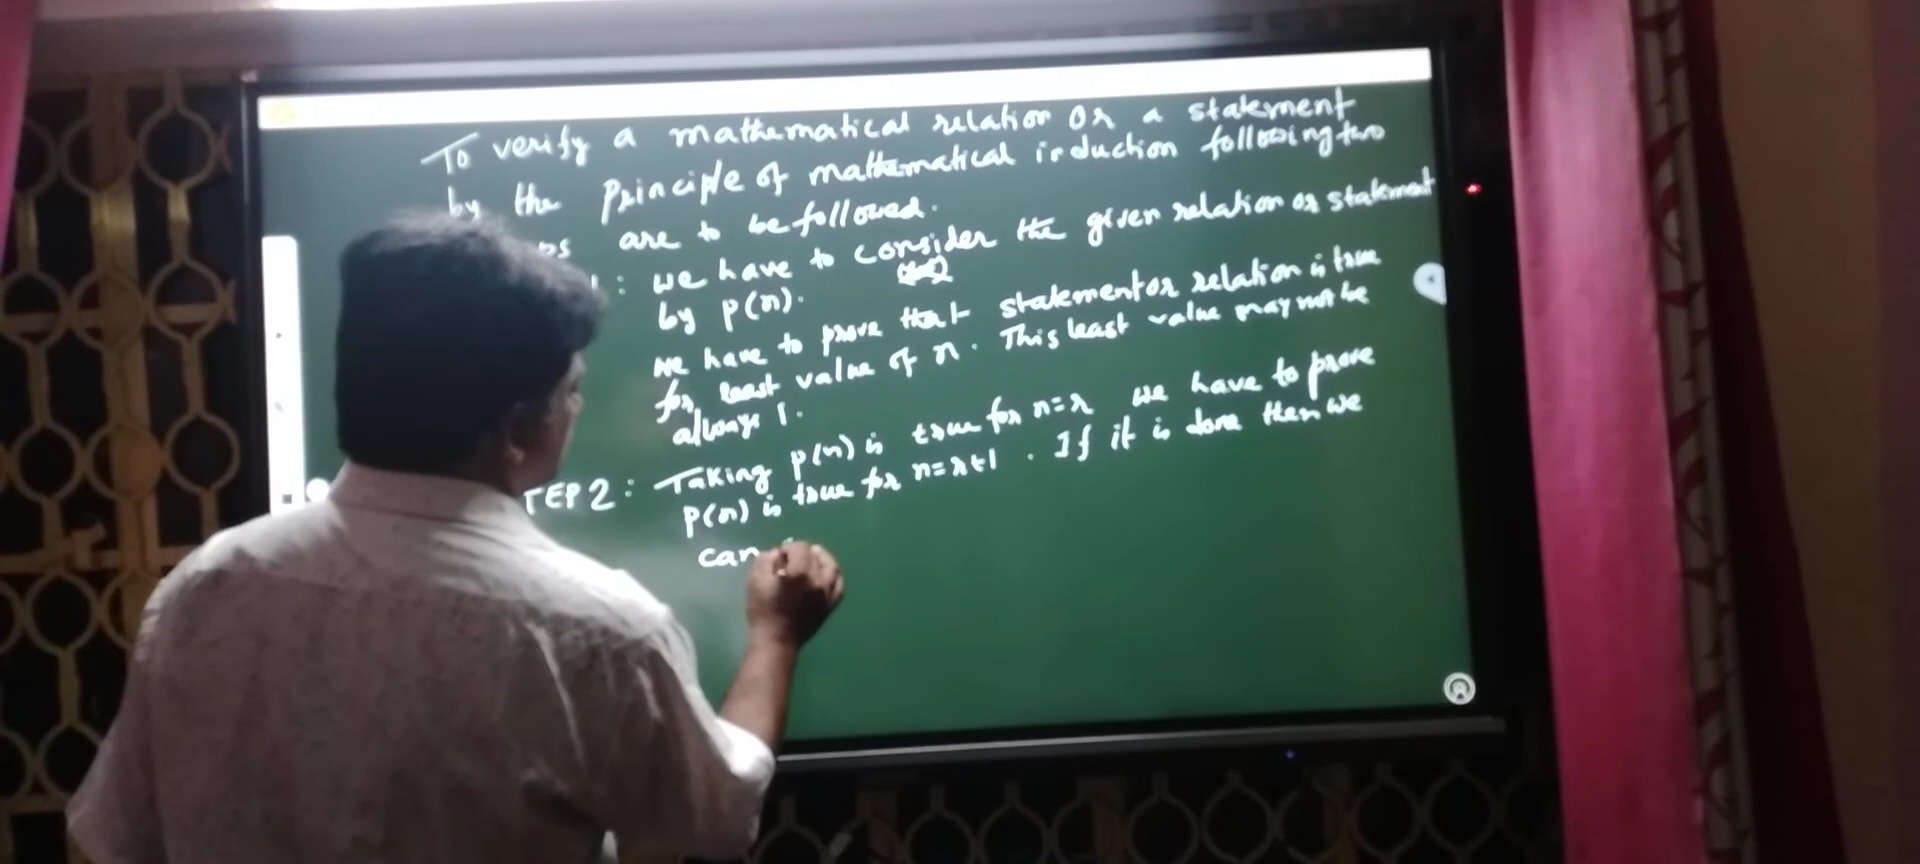 To verify a mathematical relation or a statement
by the Principle of mathematical induction following two
are to be followed.
: we have to consider the given relation or statement
by p(n).
we have to prove that statement or relation is true
for least value of n. This least value may not be
always 1.
TEP 2: Taking p(n) is true for n=r we have to prove
p(n) is true for n=r+1. If it is done then we
can